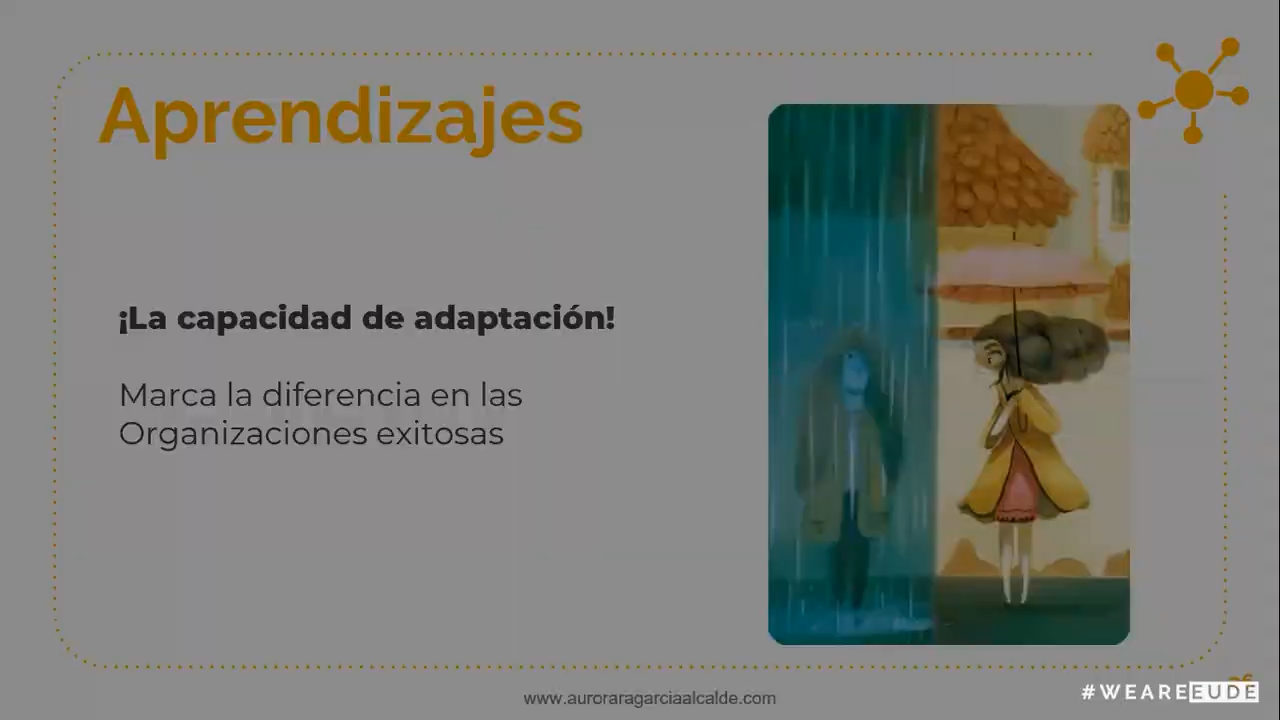 Aprendizajes
¡La capacidad de adaptación!
Marca la diferencia en las
Organizaciones exitosas
www.auroraragarciaalcalde.com
#WEAREEUDE